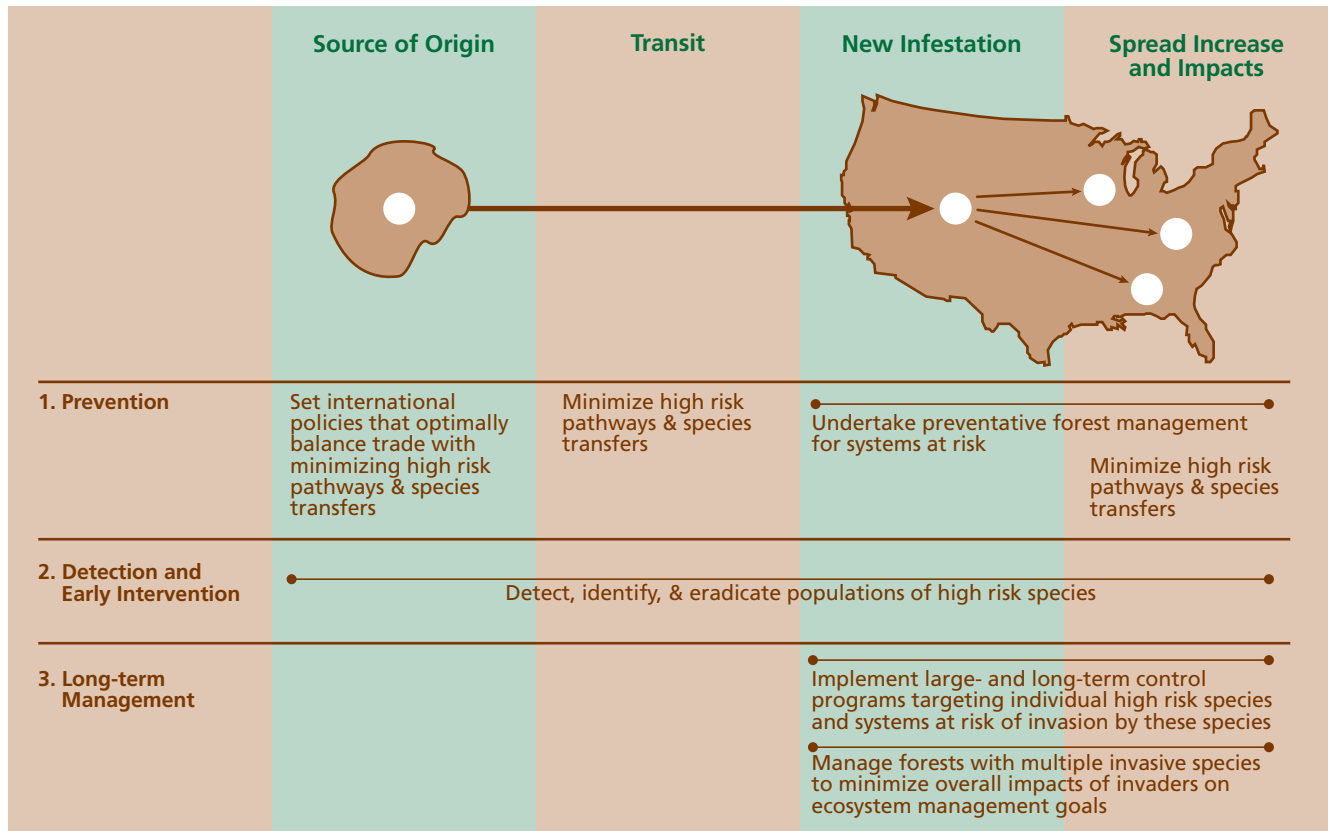 Source of Origin
Transit
New Infestation
Spread Increase
and Impacts
1. Prevention
Set international
policies that optimally
balance trade with
minimizing high risk
pathways & species
transfers
Minimize high risk
pathways & species
transfers
Undertake preventative forest management
for systems at risk
Minimize high risk
pathways & species
transfers
2. Detection and
Early Intervention
Detect, identify, & eradicate populations of high risk species
3. Long-term
Management
Implement large- and long-term control
programs targeting individual high risk species
and systems at risk of invasion by these species
Manage forests with multiple invasive species
to minimize overall impacts of invaders on
ecosystem management goals